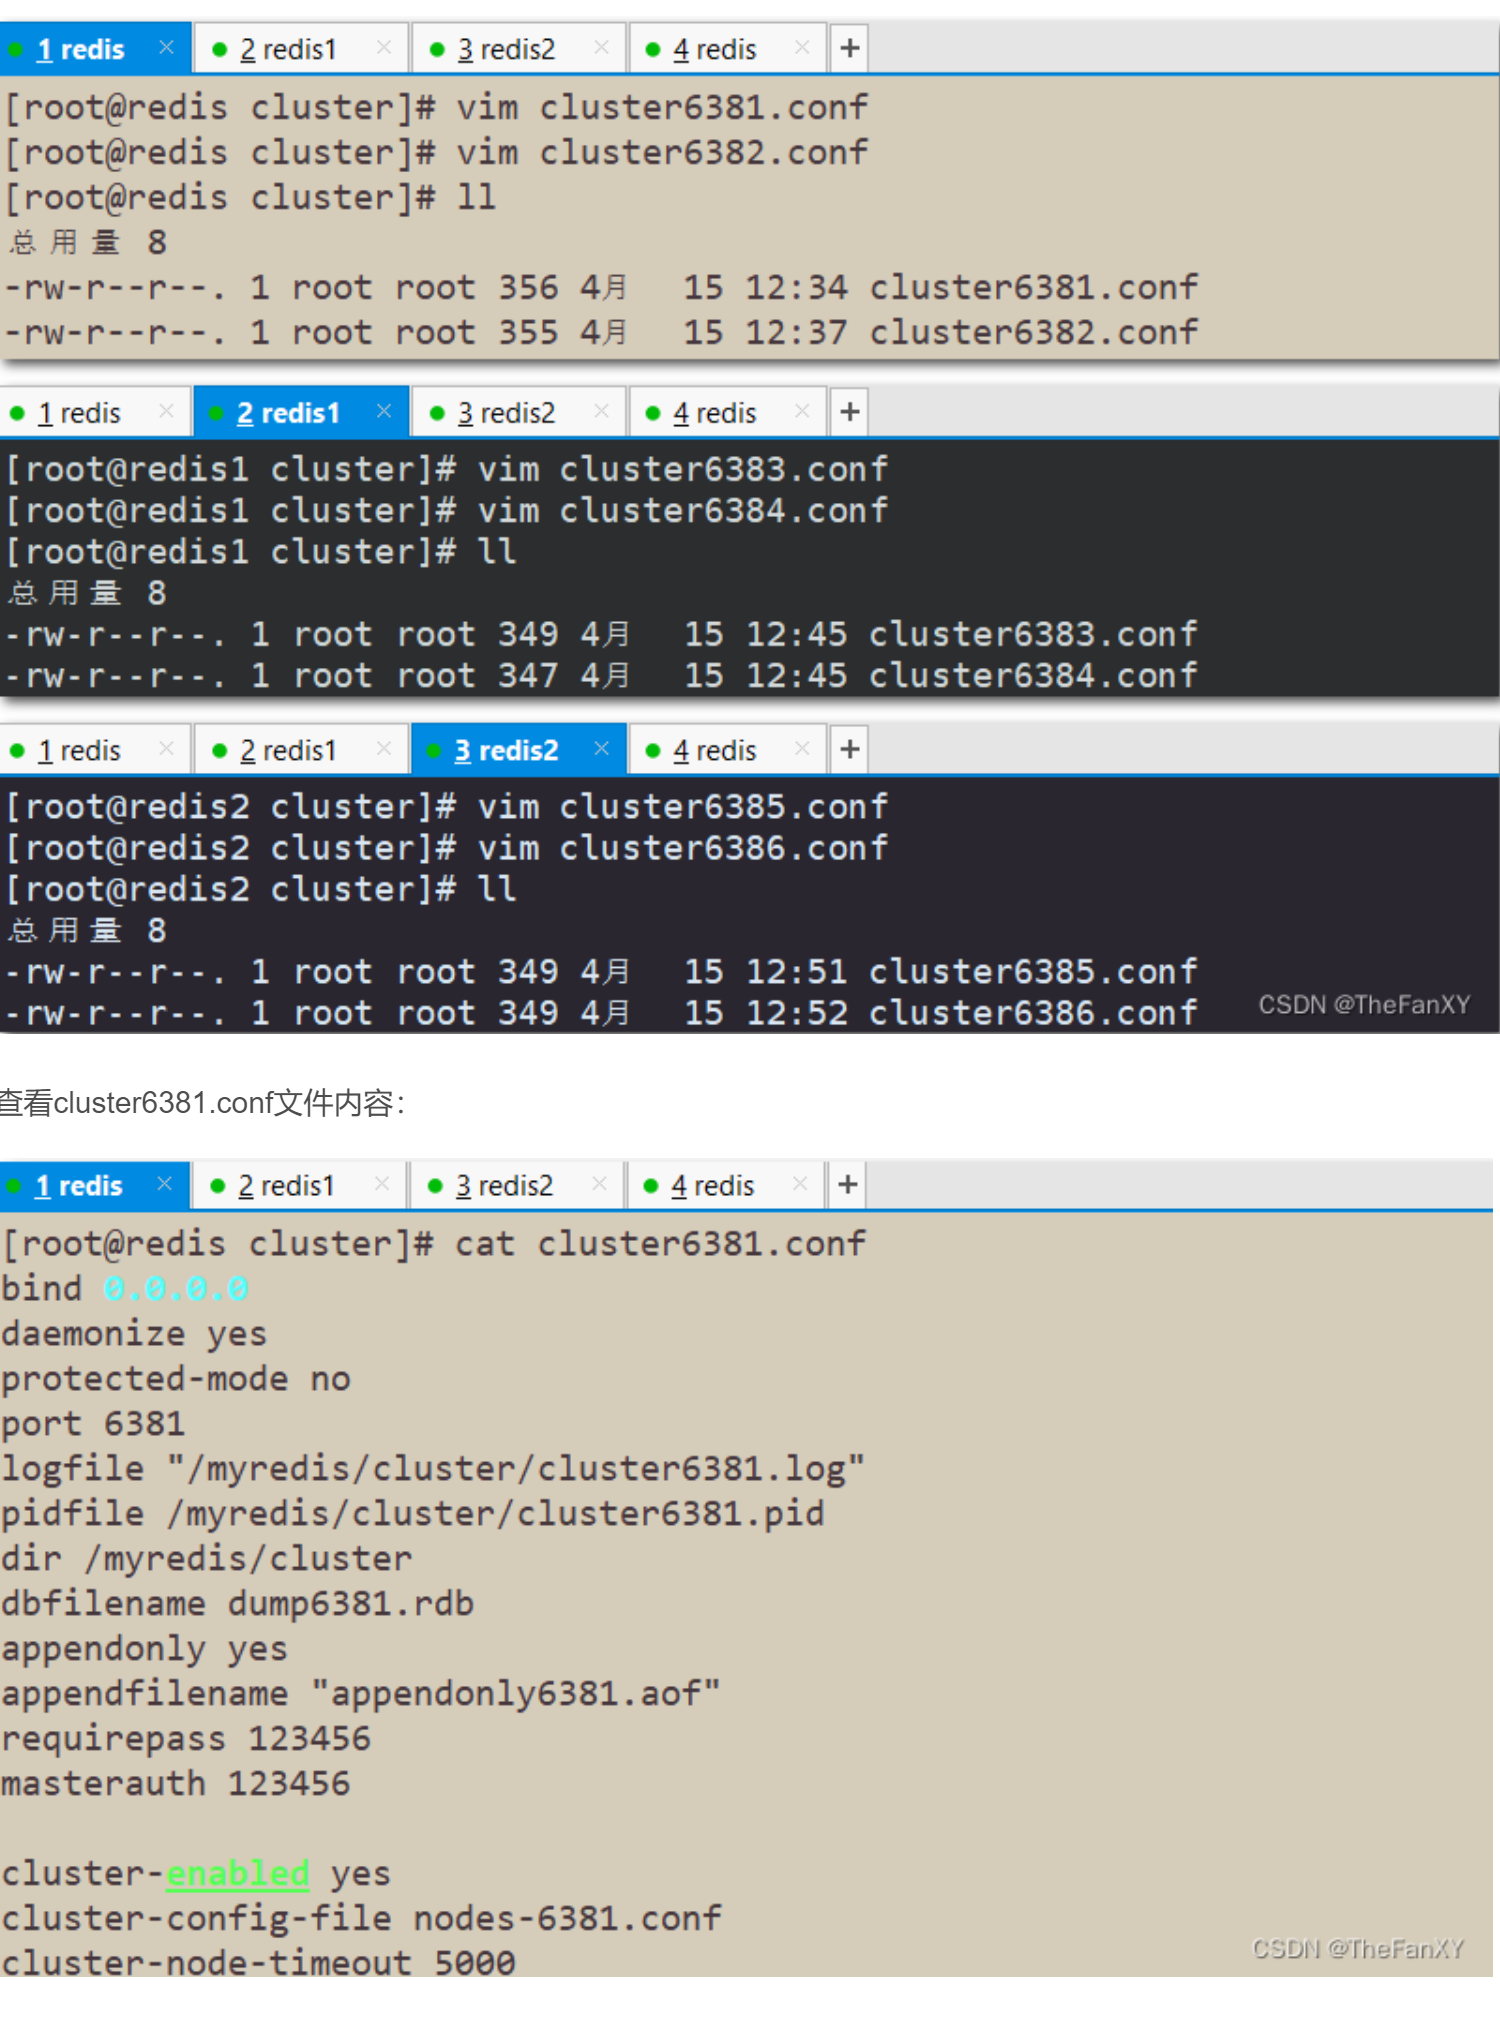 1 redis × 2 redis1 × 3 redis2 × 4 redis × +
[root@redis cluster]# vim cluster6381.conf
[root@redis cluster]# vim cluster6382.conf
[root@redis cluster]# ll
总用量 8
-rw-r--r--. 1 root root 356 4月  15 12:34 cluster6381.conf
-rw-r--r--. 1 root root 355 4月  15 12:37 cluster6382.conf
1 redis × 2 redis1 × 3 redis2 × 4 redis × +
[root@redis1 cluster]# vim cluster6383.conf
[root@redis1 cluster]# vim cluster6384.conf
[root@redis1 cluster]# ll
总用量 8
-rw-r--r--. 1 root root 349 4月  15 12:45 cluster6383.conf
-rw-r--r--. 1 root root 347 4月  15 12:45 cluster6384.conf
1 redis × 2 redis1 × 3 redis2 × 4 redis × +
[root@redis2 cluster]# vim cluster6385.conf
[root@redis2 cluster]# vim cluster6386.conf
[root@redis2 cluster]# ll
总用量 8
-rw-r--r--. 1 root root 349 4月  15 12:51 cluster6385.conf
-rw-r--r--. 1 root root 349 4月  15 12:52 cluster6386.conf
CSDN @TheFanXY
查看cluster6381.conf文件内容：
1 redis × 2 redis1 × 3 redis2 × 4 redis × +
[root@redis cluster]# cat cluster6381.conf
bind 0.0.0.0
daemonize yes
protected-mode no
port 6381
logfile "/myredis/cluster/cluster6381.log"
pidfile /myredis/cluster/cluster6381.pid
dir /myredis/cluster
dbfilename dump6381.rdb
appendonly yes
appendfilename "appendonly6381.aof"
requirepass 123456
masterauth 123456
cluster-enabled yes
cluster-config-file nodes-6381.conf
cluster-node-timeout 5000
CSDN @TheFanXY